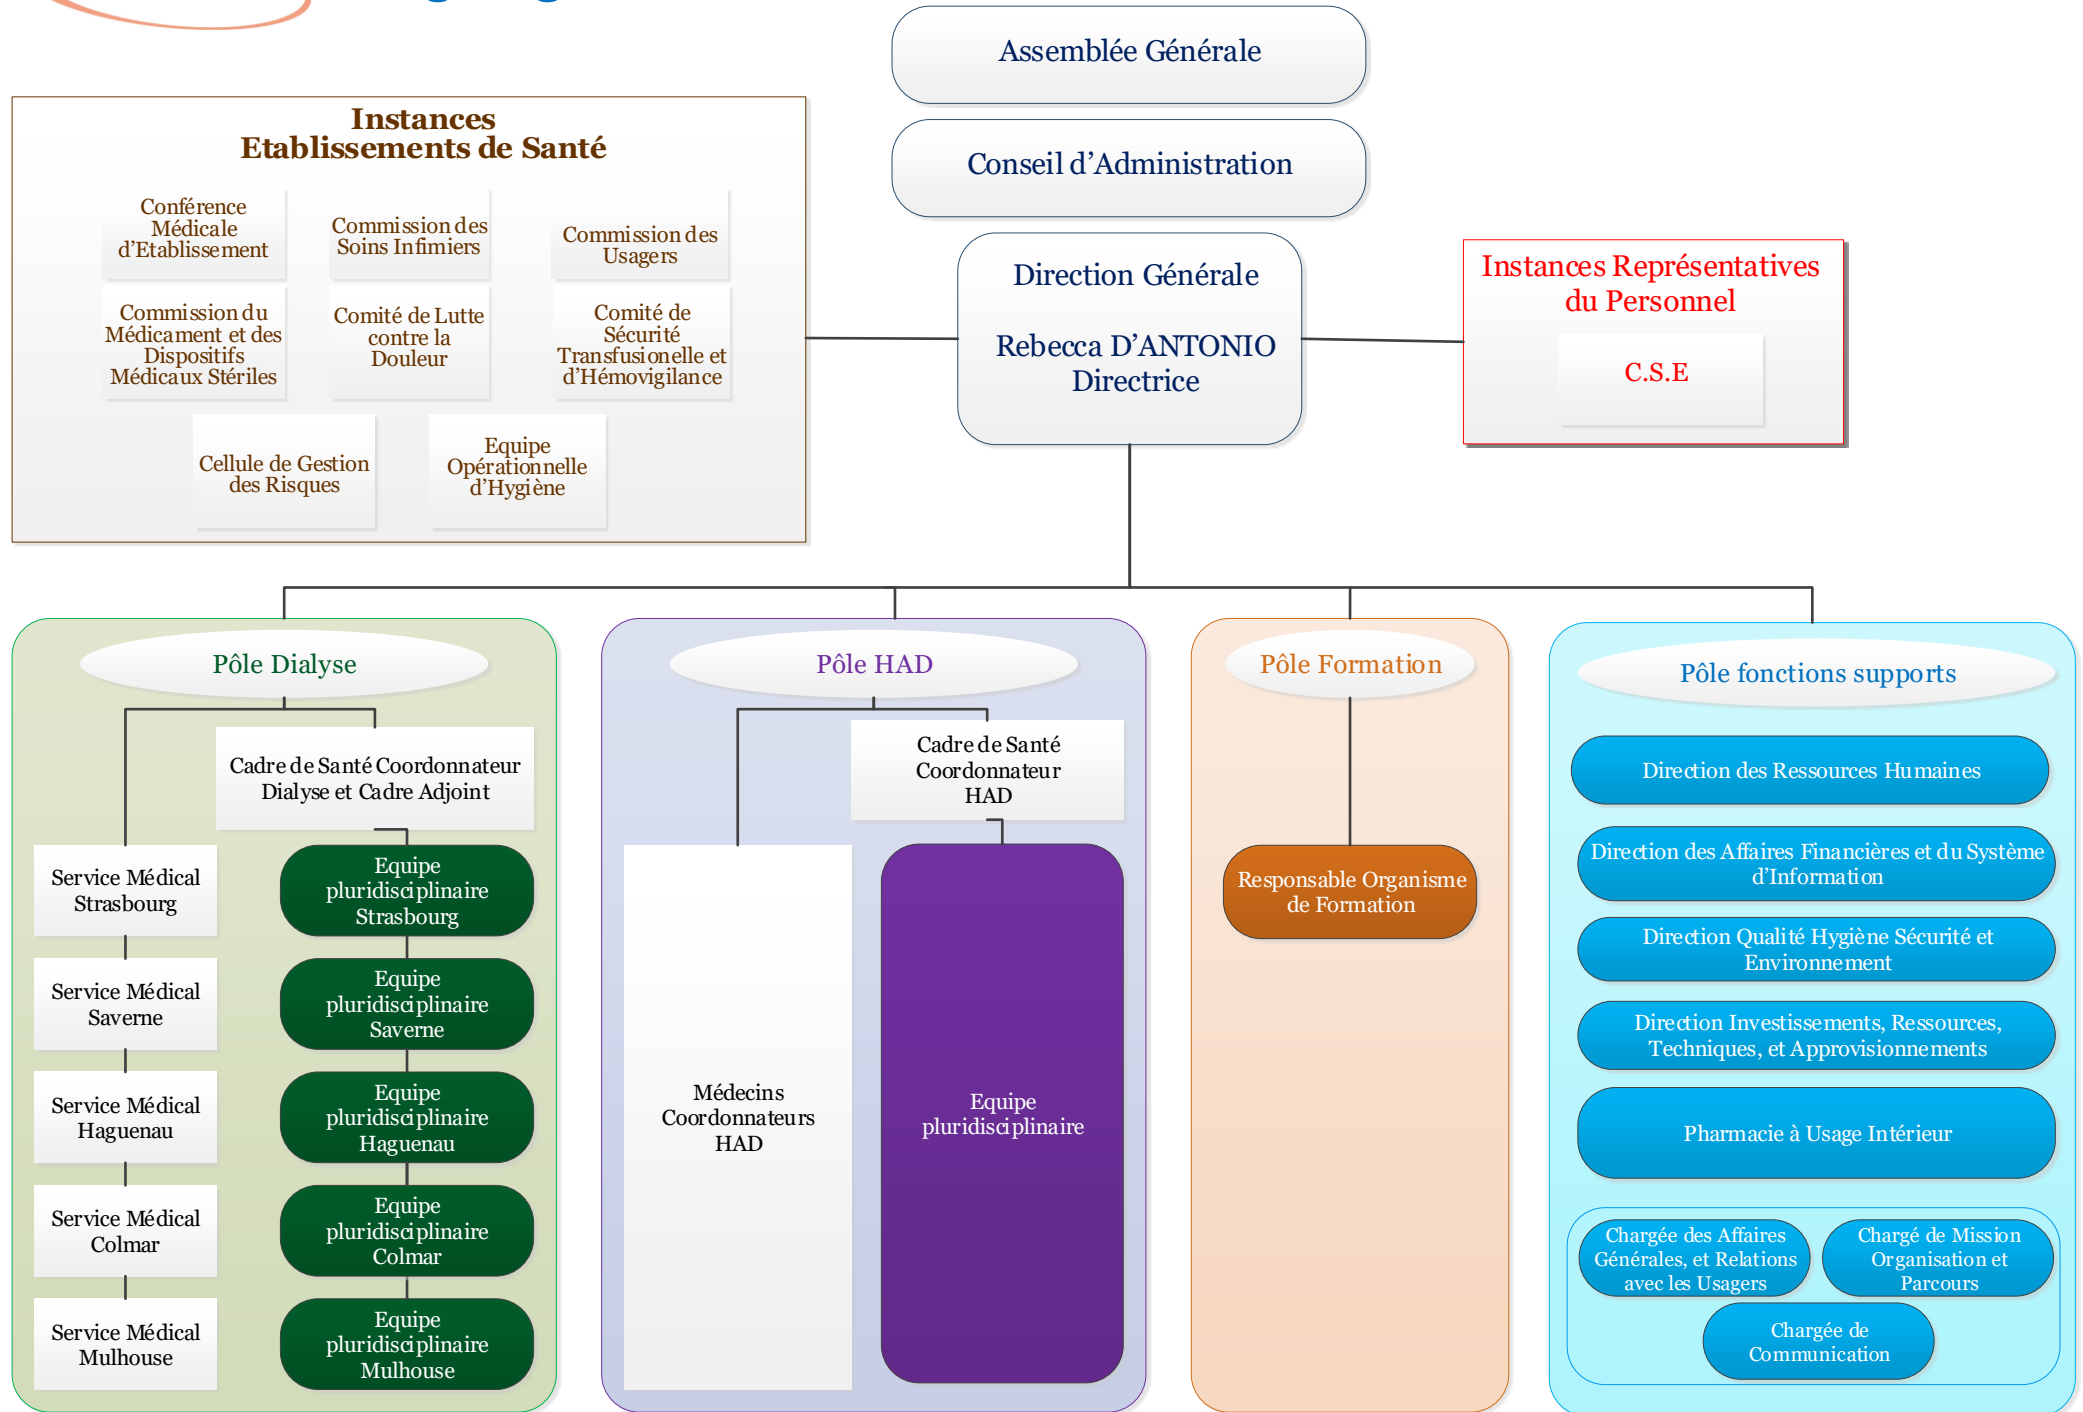 Assemblée Générale
Conseil d’Administration
Instances
Etablissements de Santé
Conférence
Médicale
d’Etablissement
Commission des
Soins Infimiers
Commission des
Usagers
Commission du
Médicament et des
Dispositifs
Médicaux Stériles
Comité de Lutte
contre la
Douleur
Comité de
Sécurité
Transfusionelle et
d’Hémovigilance
Cellule de Gestion
des Risques
Equipe
Opérationnelle
d’Hygiène
Direction Générale
Rebecca D’ANTONIO
Directrice
Instances Représentatives
du Personnel
C.S.E
Pôle Dialyse
Cadre de Santé Coordonnateur
Dialyse et Cadre Adjoint
Service Médical
Strasbourg
Equipe
pluridisciplinaire
Strasbourg
Service Médical
Saverne
Equipe
pluridisciplinaire
Saverne
Service Médical
Haguenau
Equipe
pluridisciplinaire
Haguenau
Service Médical
Colmar
Equipe
pluridisciplinaire
Colmar
Service Médical
Mulhouse
Equipe
pluridisciplinaire
Mulhouse
Pôle HAD
Cadre de Santé
Coordonnateur
HAD
Médecins
Coordonnateurs
HAD
Equipe
pluridisciplinaire
Pôle Formation
Responsable Organisme
de Formation
Pôle fonctions supports
Direction des Ressources Humaines
Direction des Affaires Financières et du Système
d’Information
Direction Qualité Hygiène Sécurité et
Environnement
Direction Investissements, Ressources,
Techniques, et Approvisionnements
Pharmacie à Usage Intérieur
Chargée des Affaires
Générales, et Relations
avec les Usagers
Chargé de Mission
Organisation et
Parcours
Chargée de
Communication